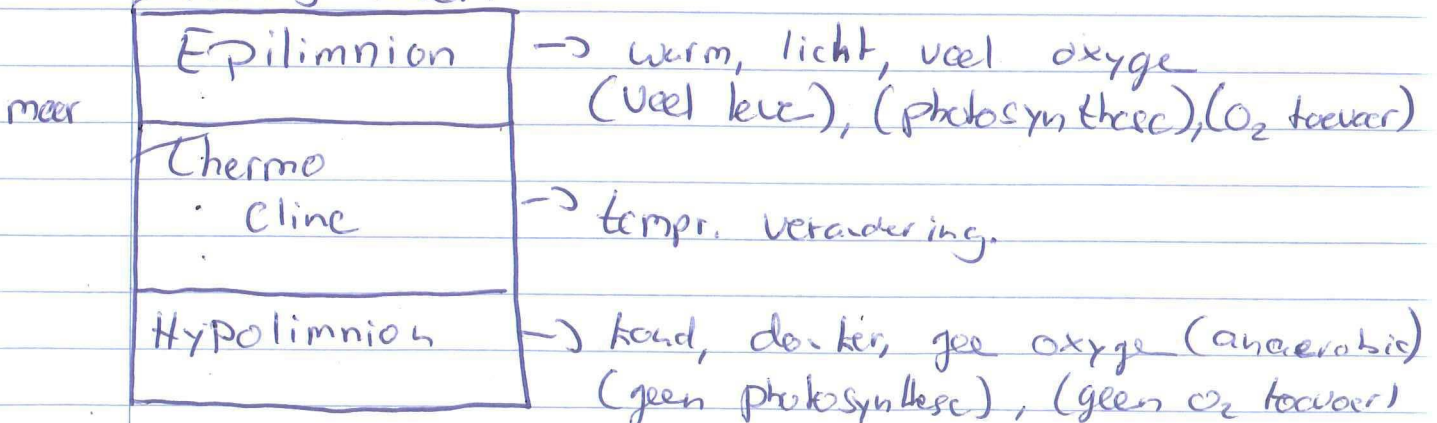 Epilimnion -> warm, licht, veel oxyge
meer (veel leve), (photosynthese), (O₂ toevoer)
Thermo
cline -> tempr. verandering.
Hypolimnion -> koud, donker, gee oxyge (anaerobic)
(geen photosynthese), (geen O₂ toevoer)